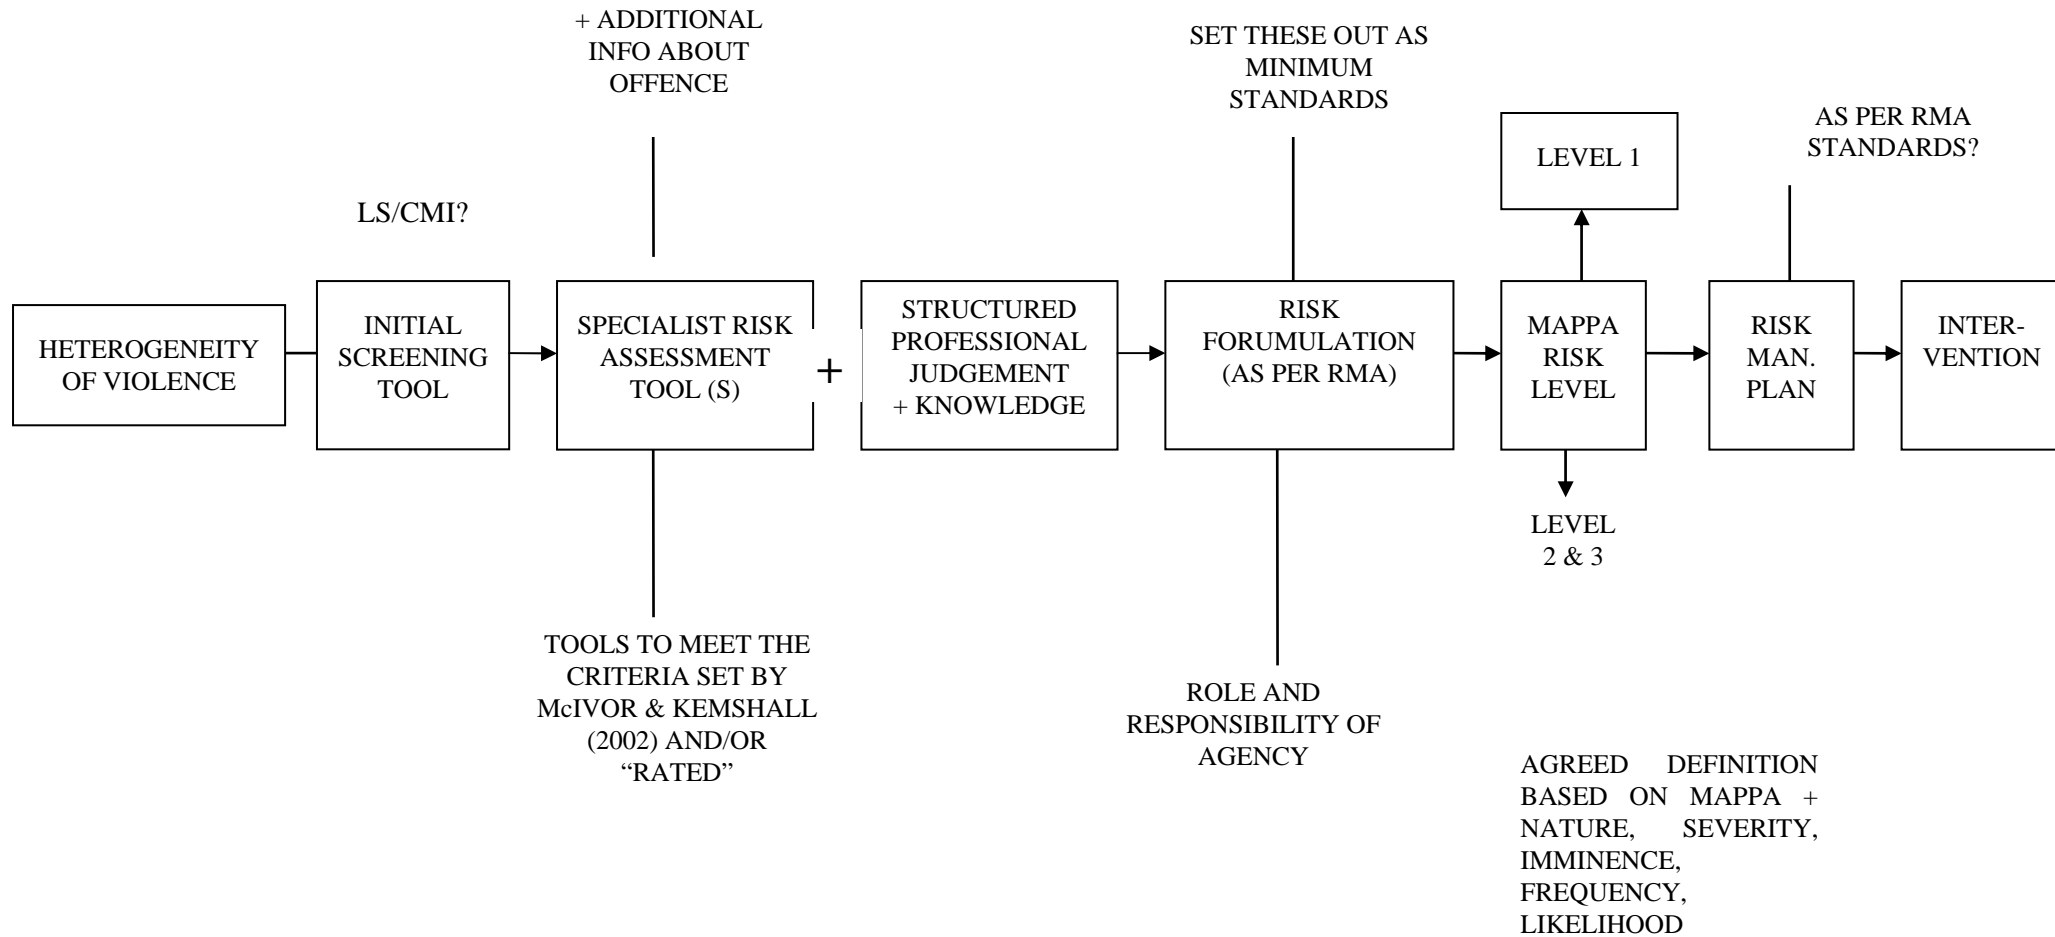 + ADDITIONAL
INFO ABOUT
OFFENCE
SET THESE OUT AS
MINIMUM
STANDARDS
AS PER RMA
STANDARDS?
LEVEL 1
LS/CMI?
HETEROGENEITY
OF VIOLENCE
INITIAL
SCREENING
TOOL
SPECIALIST RISK
ASSESSMENT
TOOL (S)
+
STRUCTURED
PROFESSIONAL
JUDGEMENT
+ KNOWLEDGE
RISK
FORUMULATION
(AS PER RMA)
MAPPA
RISK
LEVEL
RISK
MAN.
PLAN
INTER-
VENTION
LEVEL
2 & 3
TOOLS TO MEET THE
CRITERIA SET BY
McIVOR & KEMSHALL
(2002) AND/OR
“RATED”
ROLE AND
RESPONSIBILITY OF
AGENCY
AGREED DEFINITION
BASED ON MAPPA +
NATURE, SEVERITY,
IMMINENCE,
FREQUENCY,
LIKELIHOOD